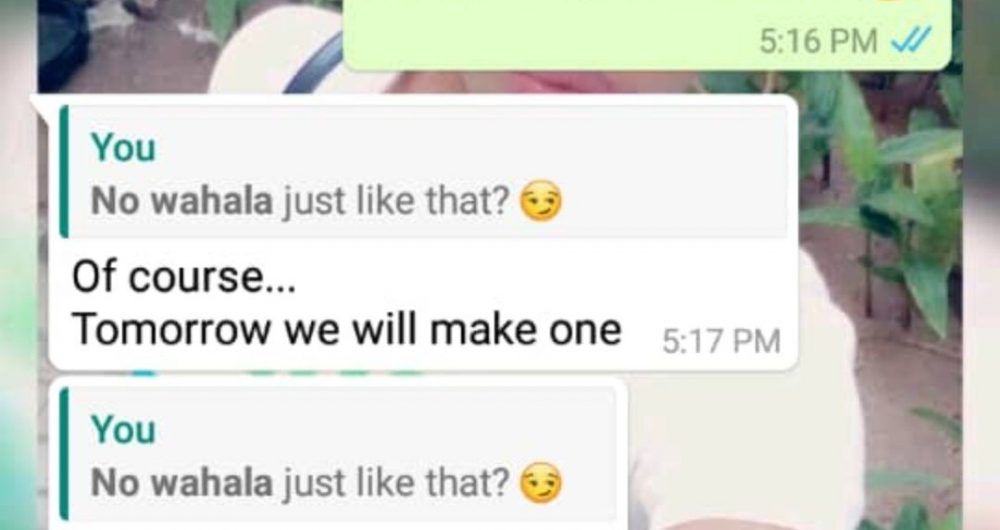 5:16 PM
You
No wahala just like that? 😏
Of course...
Tomorrow we will make one
5:17 PM
You
No wahala just like that? 😏